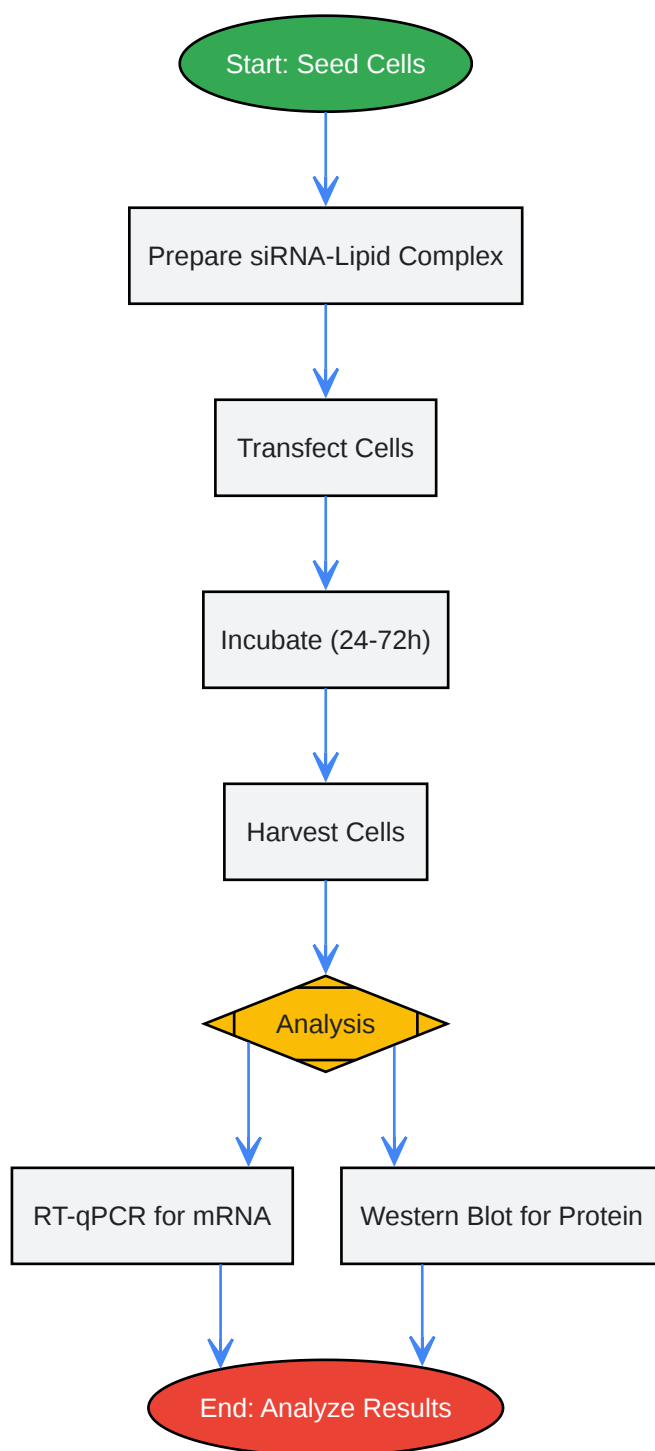 Start: Seed Cells
Prepare siRNA-Lipid Complex
Transfect Cells
Incubate (24-72h)
Harvest Cells
Analysis
RT-qPCR for mRNA
Western Blot for Protein
End: Analyze Results